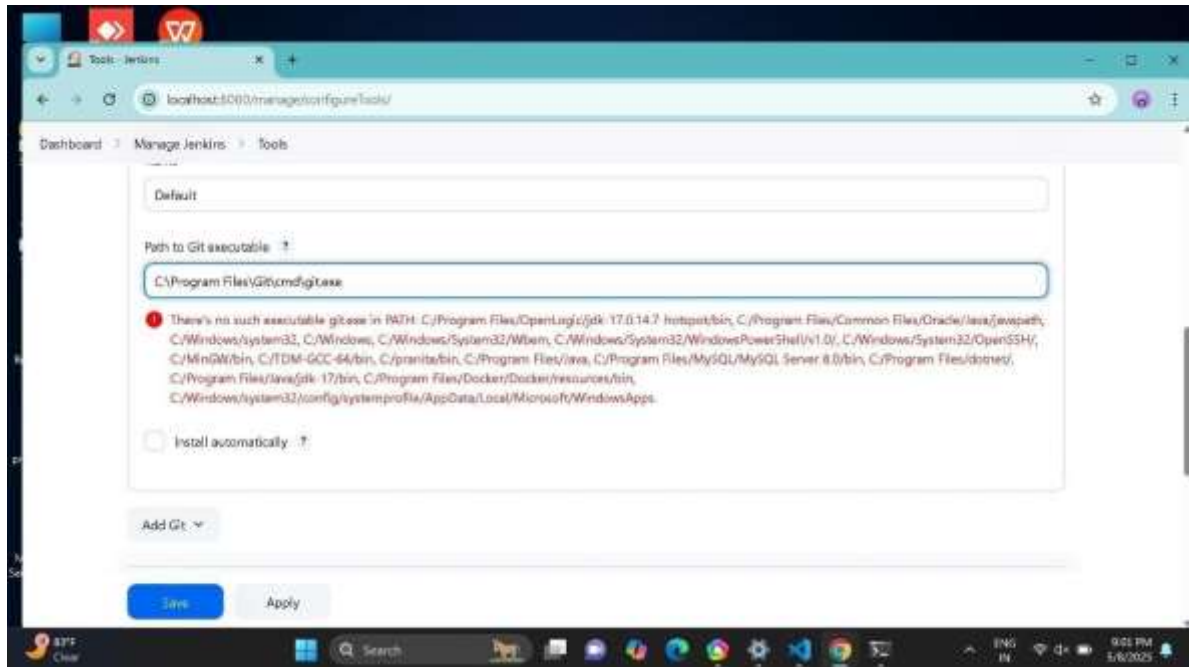 Tools - Jenkins
localhost:8080/manage/configureTools/
Dashboard > Manage Jenkins > Tools
Default
Path to Git executable ?
C:\Program Files\Git\cmd\git.exe
There's no such executable git.exe in PATH: C:/Program Files/OpenLogic/jdk-17.0.14.7-hotspot/bin, C:/Program Files/Common Files/Oracle/Java/javapath,
C:/Windows/system32, C:/Windows, C:/Windows/System32/Wbem, C:/Windows/System32/WindowsPowerShell/v1.0/, C:/Windows/System32/OpenSSH/,
C:/MinGW/bin, C:/TDM-GCC-64/bin, C:/pranita/bin, C:/Program Files/Java, C:/Program Files/MySQL/MySQL Server 8.0/bin, C:/Program Files/dotnet/,
C:/Program Files/Java/jdk-17/bin, C:/Program Files/Docker/Docker/resources/bin,
C:/Windows/system32/config/systemprofile/AppData/Local/Microsoft/WindowsApps.
Install automatically ?
Add Git
Save
Apply
83°F
Clear
Search
ENG
IN
9:01 PM
5/8/2025